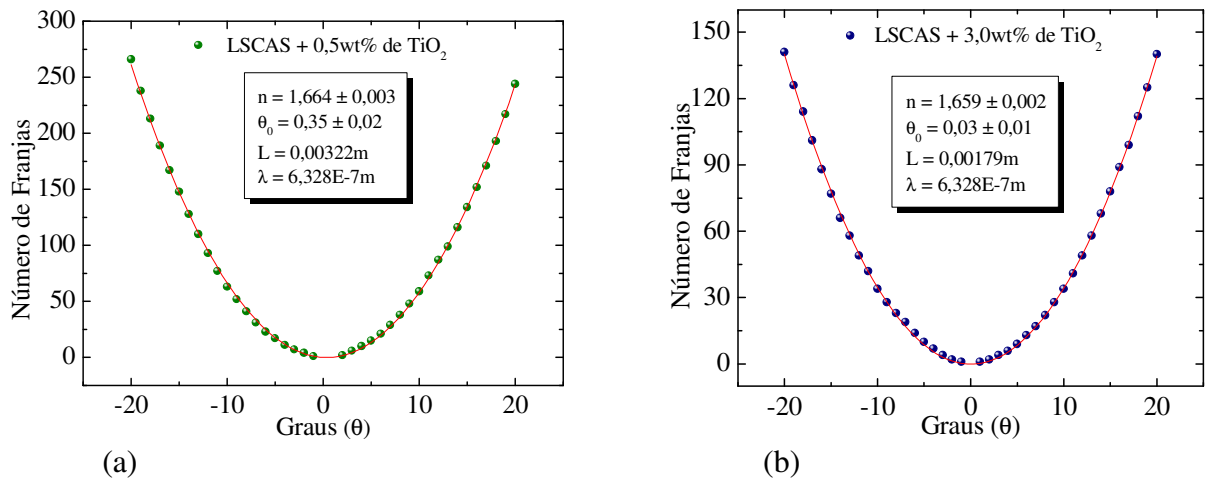 300
250
200
150
100
50
0
Número de Franjas
LSCAS + 0,5wt% de TiO₂
n = 1,664 ± 0,003
θ₀ = 0,35 ± 0,02
L = 0,00322m
λ = 6,328E-7m
-20 -10 0 10 20
Graus (θ)
(a)
150
120
90
60
30
0
Número de Franjas
LSCAS + 3,0wt% de TiO₂
n = 1,659 ± 0,002
θ₀ = 0,03 ± 0,01
L = 0,00179m
λ = 6,328E-7m
-20 -10 0 10 20
Graus (θ)
(b)